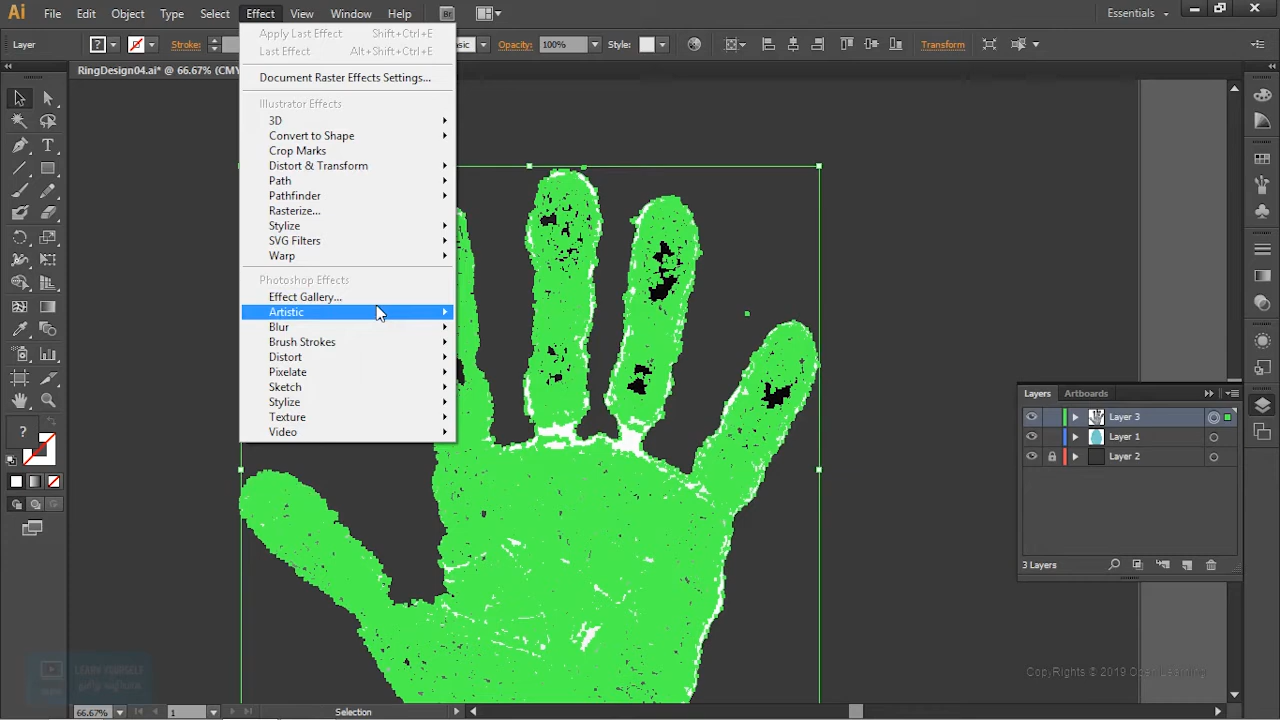 Ai File Edit Object Type Select Effect View Window Help Br Essentials
Layer ? Stroke: Opacity: 100% Style: Transform
RingDesign04.ai* @ 66.67% (CMY
Apply Last Effect Shift+Ctrl+E
Last Effect Alt+Shift+Ctrl+E
Document Raster Effects Settings...
Illustrator Effects
3D
Convert to Shape
Crop Marks
Distort & Transform
Path
Pathfinder
Rasterize...
Stylize
SVG Filters
Warp
Photoshop Effects
Effect Gallery...
Artistic
Blur
Brush Strokes
Distort
Pixelate
Sketch
Stylize
Texture
Video
T
?
Layers Artboards
Layer 3
Layer 1
Layer 2
3 Layers
LEARN YOURSELF
66.67% 1 Selection